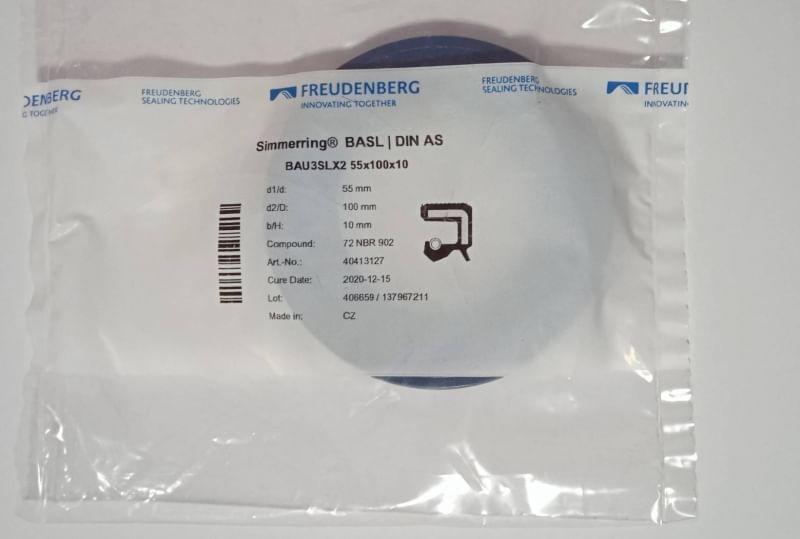 DENBERG
G TOGETHER
FREUDENBERG
SEALING TECHNOLOGIES
FREUDENBERG
INNOVATING TOGETHER
FREUDENBERG
SEALING TECHNOLOGIES
FREUD
INNOVATIN
Simmerring® BASL | DIN AS
BAU3SLX2 55x100x10
d1/d: 55 mm
d2/D: 100 mm
b/H: 10 mm
Compound: 72 NBR 902
Art.-No.: 40413127
Cure Date: 2020-12-15
Lot: 406659 / 137967211
Made in: CZ